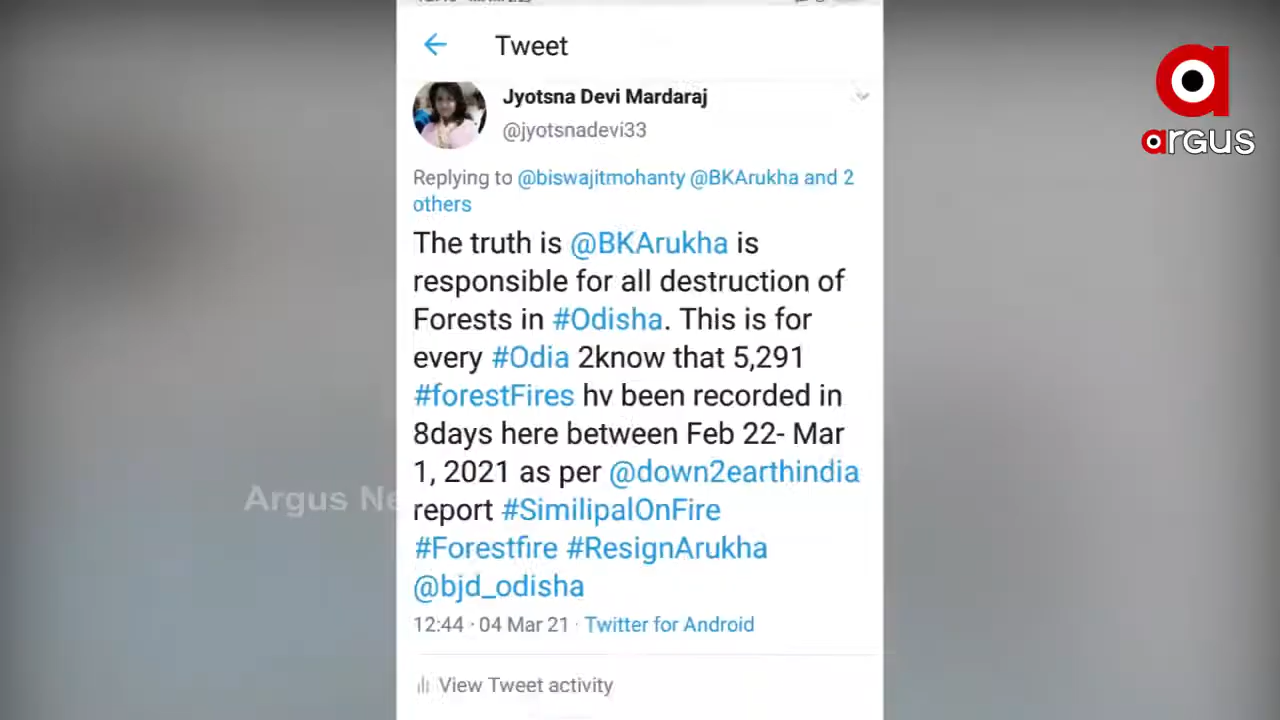 Tweet
Jyotsna Devi Mardaraj
@jyotsnadevi33
Replying to @biswajitmohanty @BKArukha and 2
others
The truth is @BKArukha is
responsible for all destruction of
Forests in #Odisha. This is for
every #Odia 2know that 5,291
#forestFires hv been recorded in
8days here between Feb 22- Mar
1, 2021 as per @down2earthindia
report #SimilipalOnFire
#Forestfire #ResignArukha
@bjd_odisha
12:44 · 04 Mar 21 · Twitter for Android
View Tweet activity
argus
Argus Ne